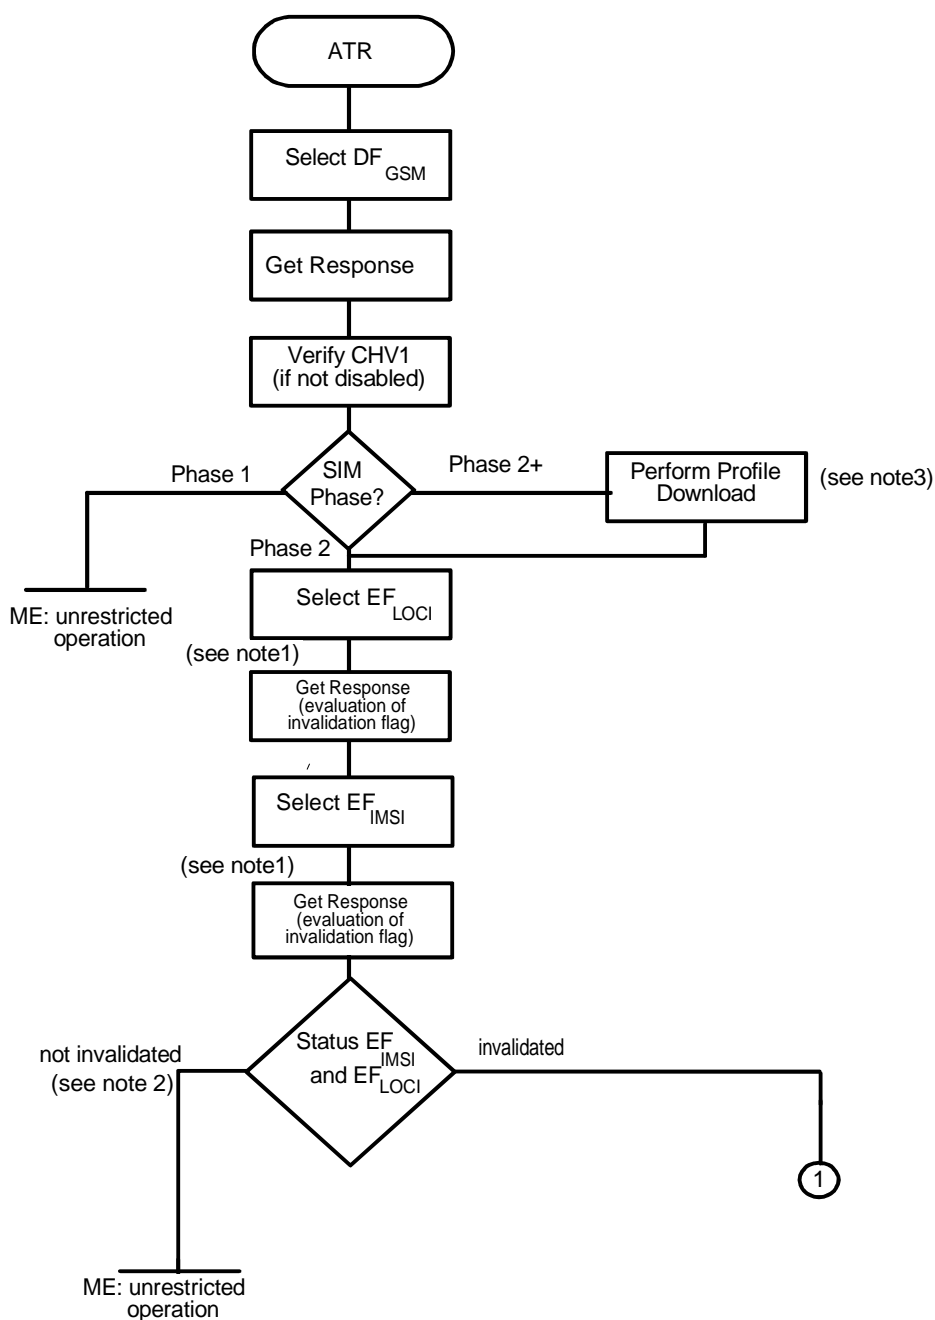 ATR
Select DF GSM
Get Response
Verify CHV1
(if not disabled)
Phase 1
SIM
Phase?
Phase 2+
Perform Profile
Download
(see note3)
Phase 2
ME: unrestricted
operation
Select EF LOCI
(see note1)
Get Response
(evaluation of
invalidation flag)
Select EF IMSI
(see note1)
Get Response
(evaluation of
invalidation flag)
not invalidated
(see note 2)
Status EF IMSI
and EF LOCI
invalidated
1
ME: unrestricted
operation